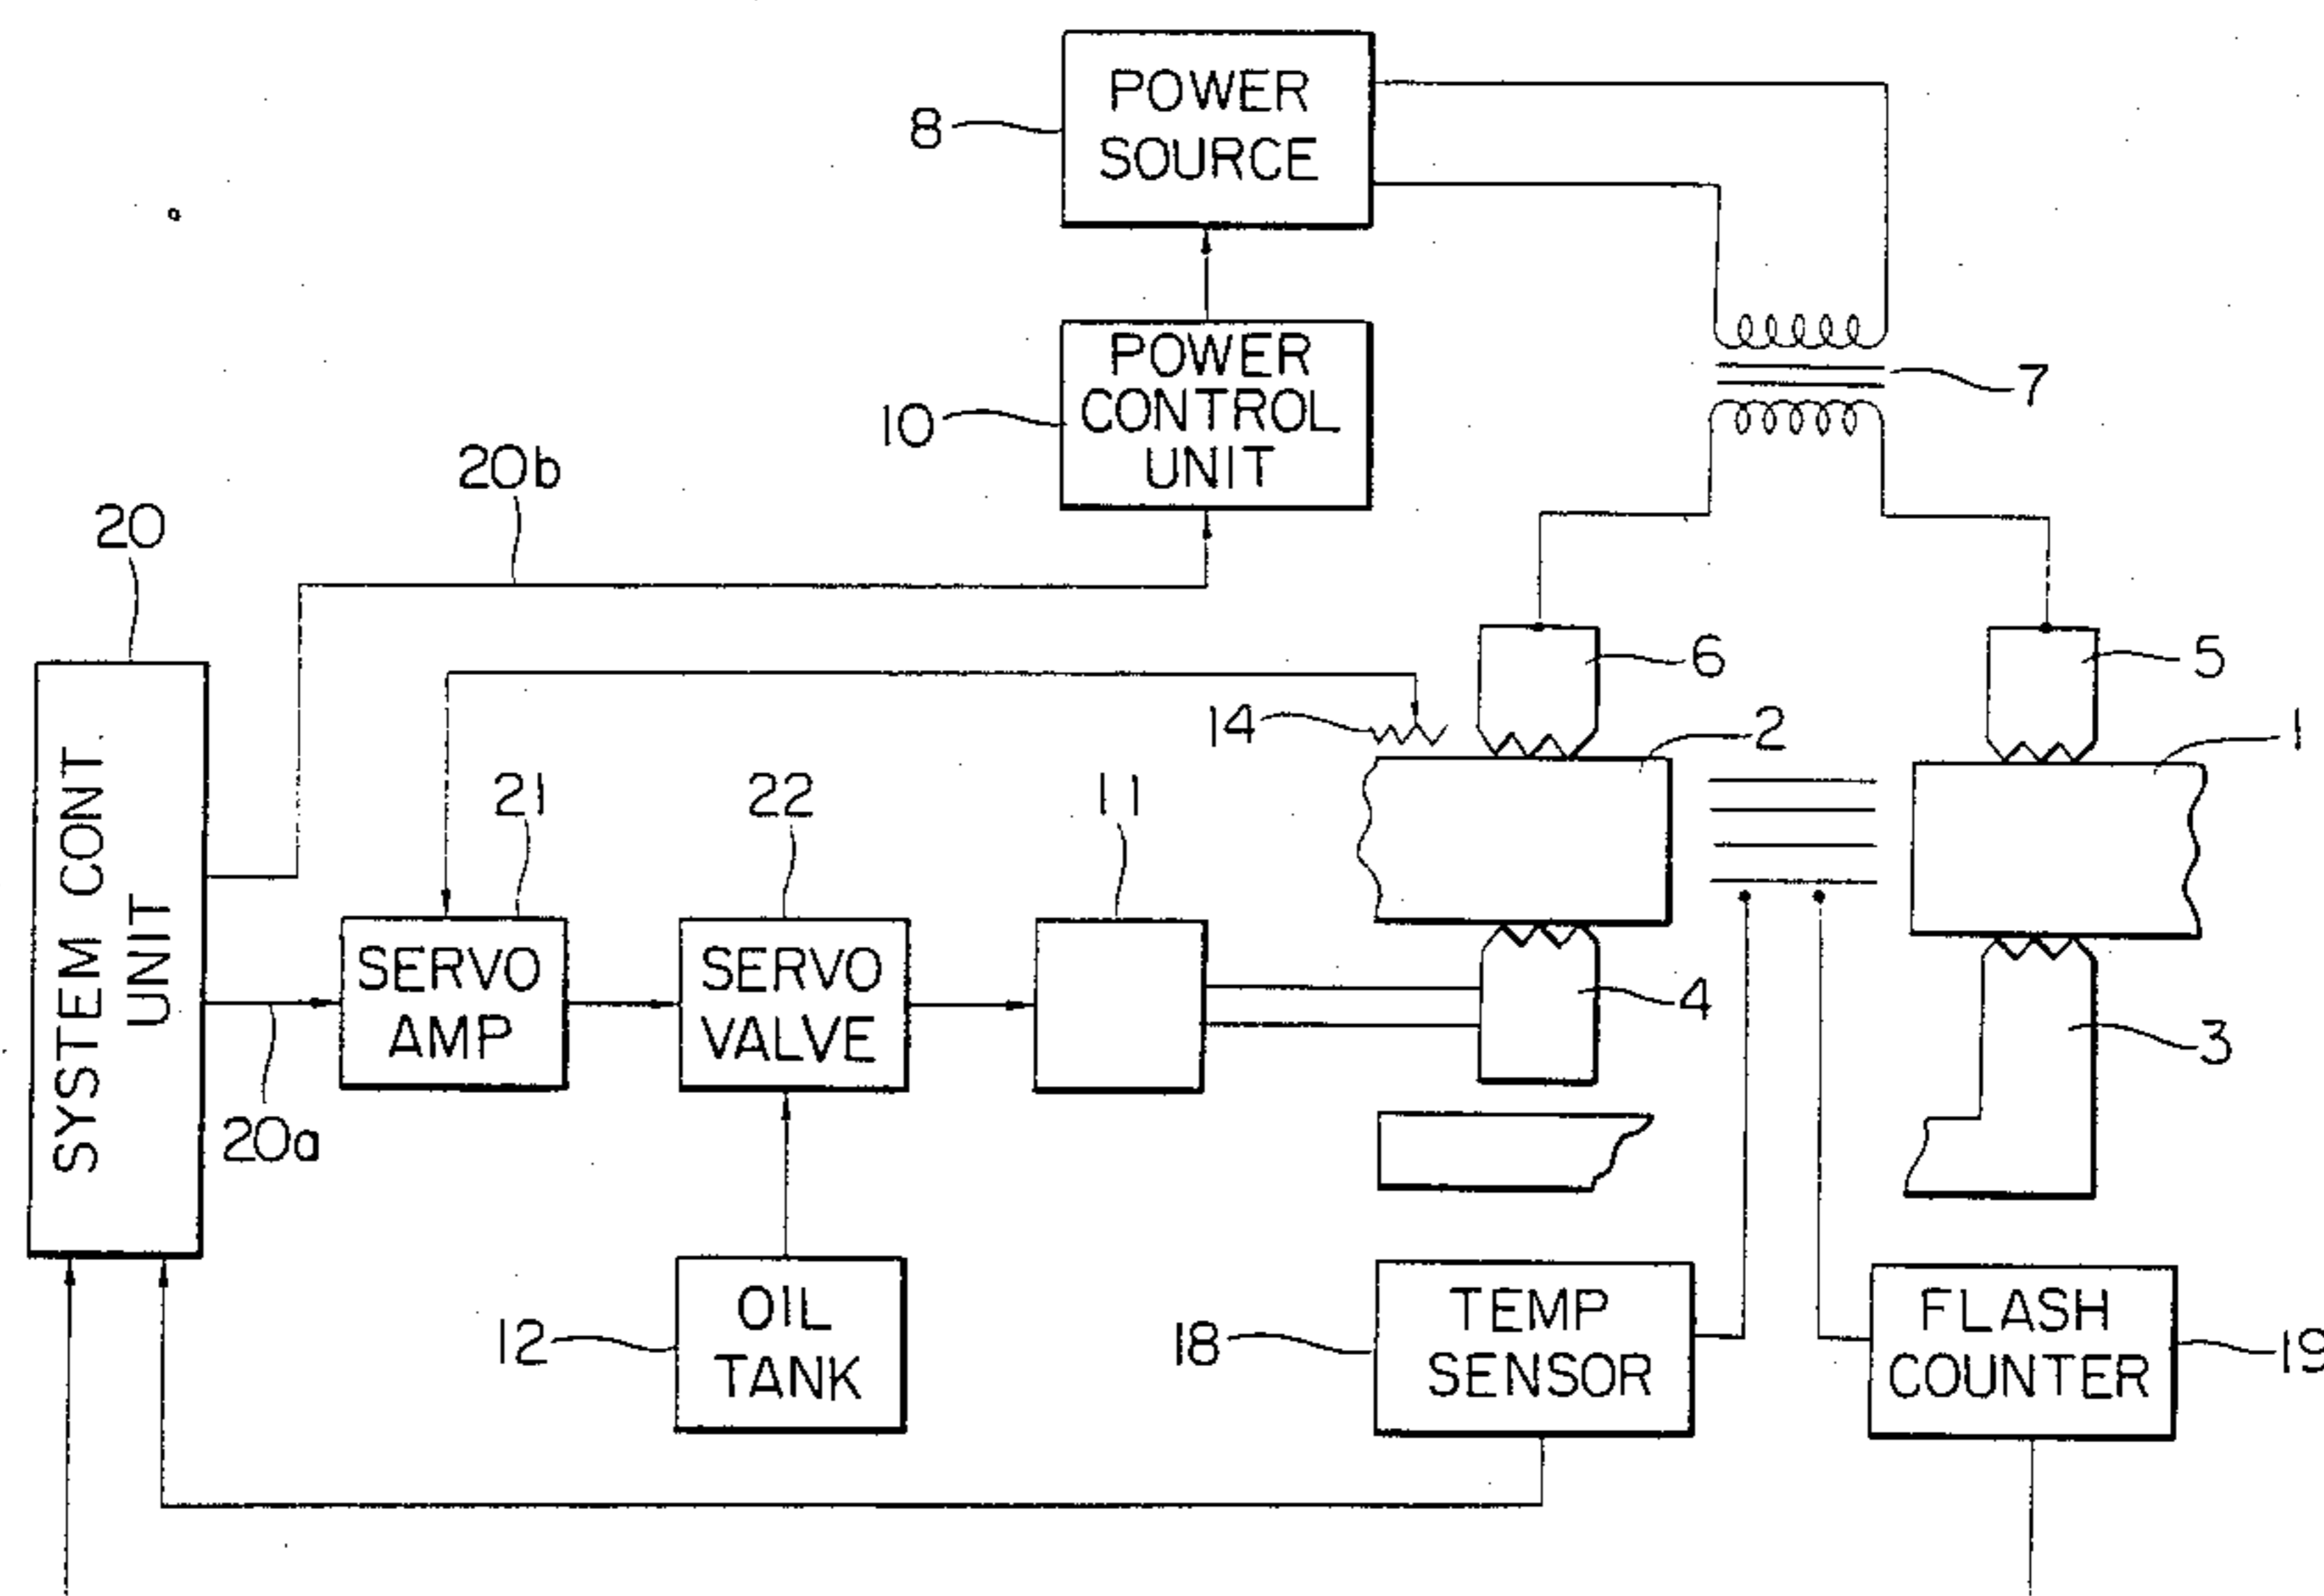 POWER
SOURCE
8
POWER
CONTROL
UNIT
10
7
20b
20
6
5
14
2
1
SYSTEM CONT.
UNIT
21
22
11
SERVO
AMP
SERVO
VALVE
4
3
20a
OIL
TANK
12
TEMP
SENSOR
18
FLASH
COUNTER
19